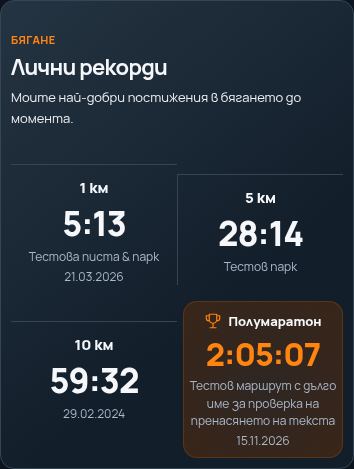 БЯГАНЕ
Лични рекорди
Моите най-добри постижения в бягането до
момента.
1 км
5:13
Тестова писта & парк
21.03.2026
5 км
28:14
Тестов парк
10 км
59:32
29.02.2024
Полумаратон
2:05:07
Тестов маршрут с дълго
име за проверка на
пренасянето на текста
15.11.2026